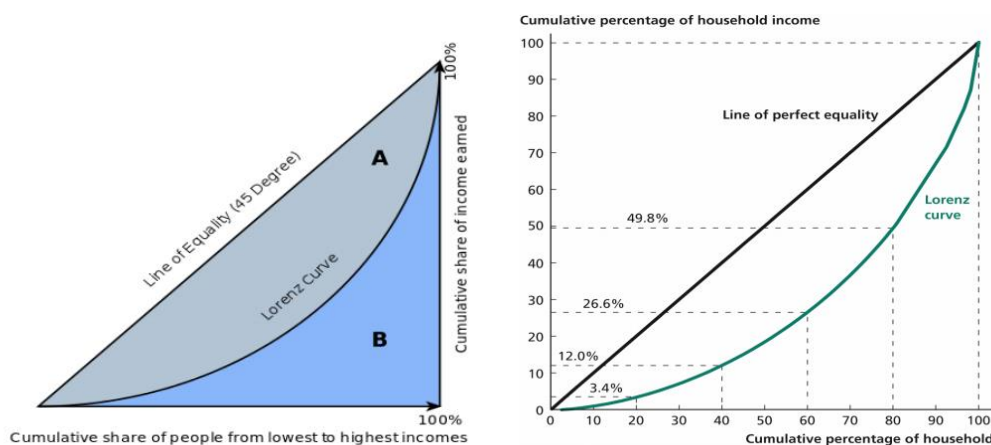 100%
Line of Equality (45 Degree)
A
Cumulative share of income earned
Lorenz Curve
B
100%
Cumulative share of people from lowest to highest incomes
Cumulative percentage of household income
100
90
80
70
60
50
40
30
20
10
0
Line of perfect equality
Lorenz
curve
49.8%
26.6%
12.0%
3.4%
0 10 20 30 40 50 60 70 80 90 100
Cumulative percentage of household